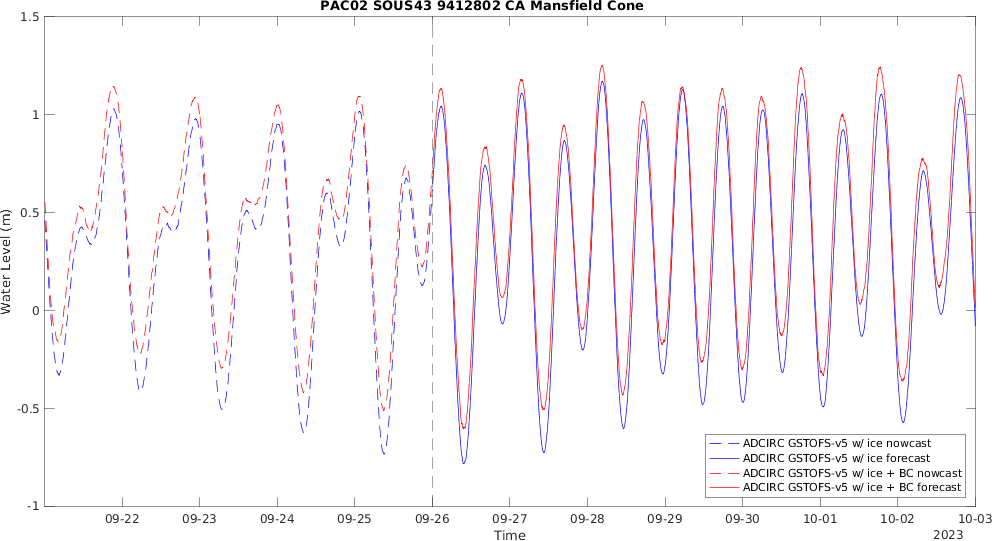 PAC02 SOUS43 9412802 CA Mansfield Cone
1.5
1
0.5
0
-0.5
-1
Water Level (m)
09-22 09-23 09-24 09-25 09-26 09-27 09-28 09-29 09-30 10-01 10-02 10-03
Time
2023
ADCIRC GSTOFS-v5 w/ ice nowcast
ADCIRC GSTOFS-v5 w/ ice forecast
ADCIRC GSTOFS-v5 w/ ice + BC nowcast
ADCIRC GSTOFS-v5 w/ ice + BC forecast